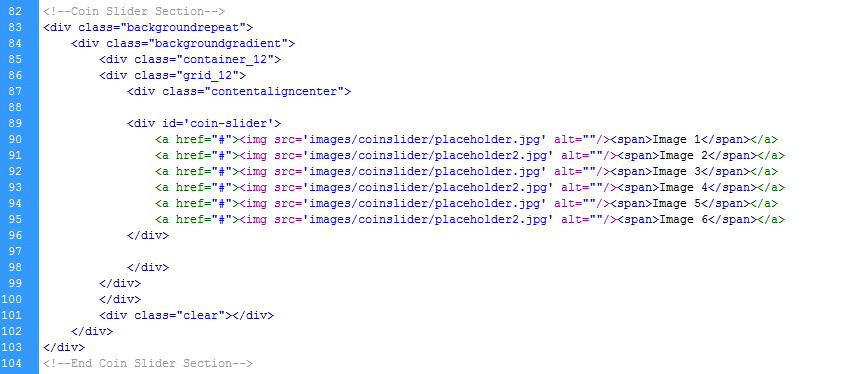 82 <!--Coin Slider Section-->
83 <div class="backgroundrepeat">
84 <div class="backgroundgradient">
85 <div class="container_12">
86 <div class="grid_12">
87 <div class="contentaligncenter">
88
89 <div id='coin-slider'>
90 <a href="#"><img src='images/coinslider/placeholder.jpg' alt=""/><span>Image 1</span></a>
91 <a href="#"><img src='images/coinslider/placeholder2.jpg' alt=""/><span>Image 2</span></a>
92 <a href="#"><img src='images/coinslider/placeholder.jpg' alt=""/><span>Image 3</span></a>
93 <a href="#"><img src='images/coinslider/placeholder2.jpg' alt=""/><span>Image 4</span></a>
94 <a href="#"><img src='images/coinslider/placeholder.jpg' alt=""/><span>Image 5</span></a>
95 <a href="#"><img src='images/coinslider/placeholder2.jpg' alt=""/><span>Image 6</span></a>
96 </div>
97
98 </div>
99 </div>
100 </div>
101 <div class="clear"></div>
102 </div>
103 </div>
104 <!--End Coin Slider Section-->